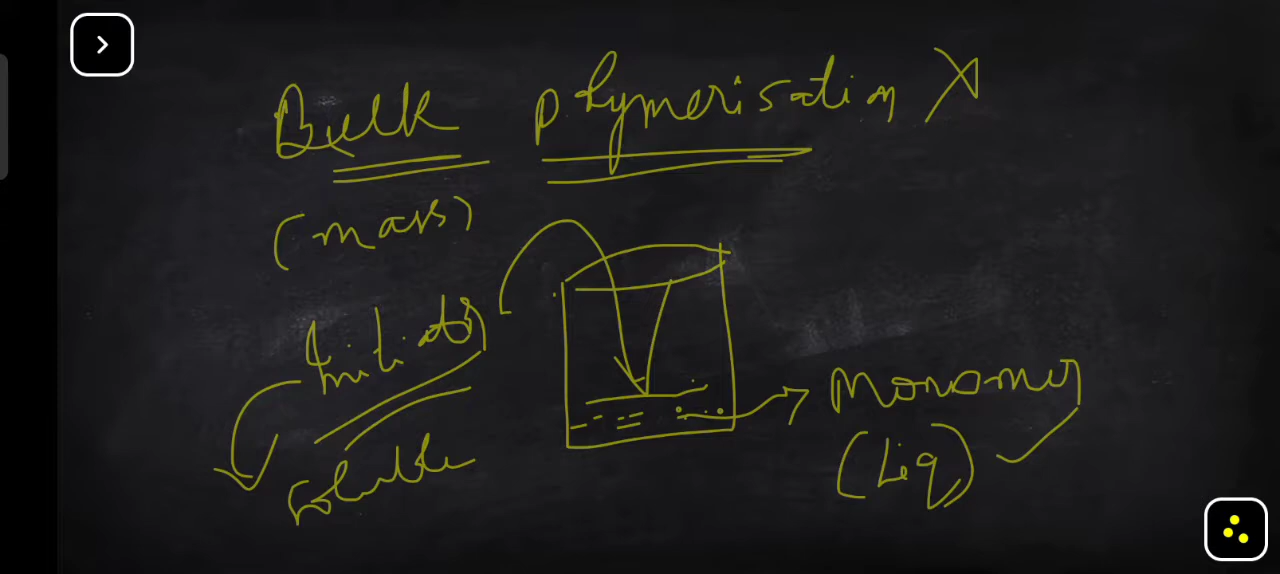 Bulk polymerisation
(mass)
Initiator
soluble
Monomer
(Liq)